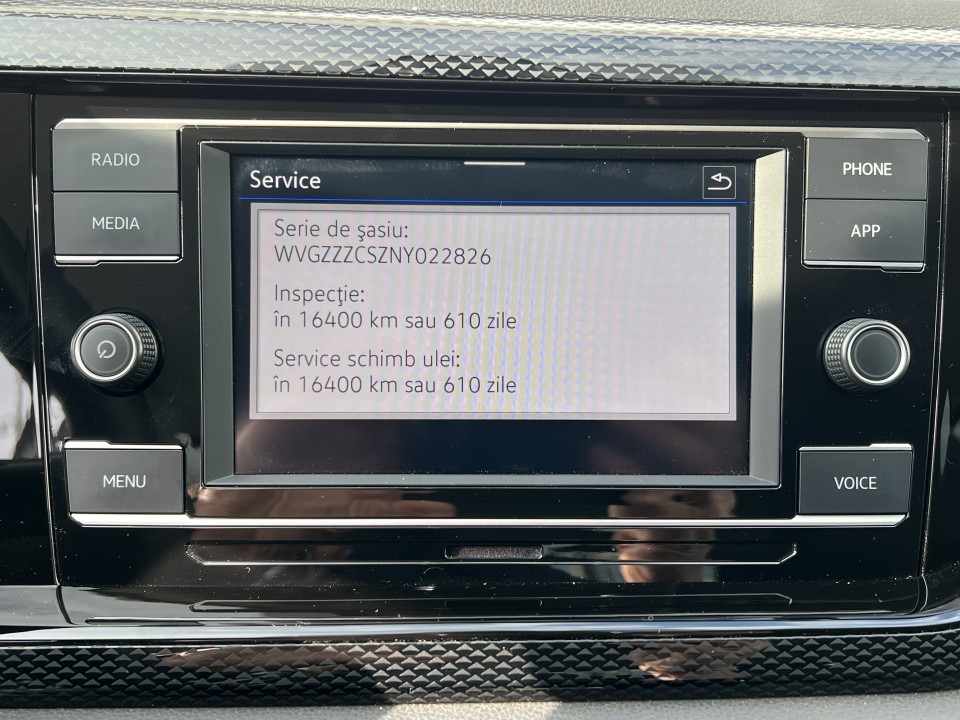 RADIO
MEDIA
MENU
PHONE
APP
VOICE
Service
Serie de şasiu:
WVGZZZCSZNY022826
Inspecţie:
în 16400 km sau 610 zile
Service schimb ulei:
în 16400 km sau 610 zile